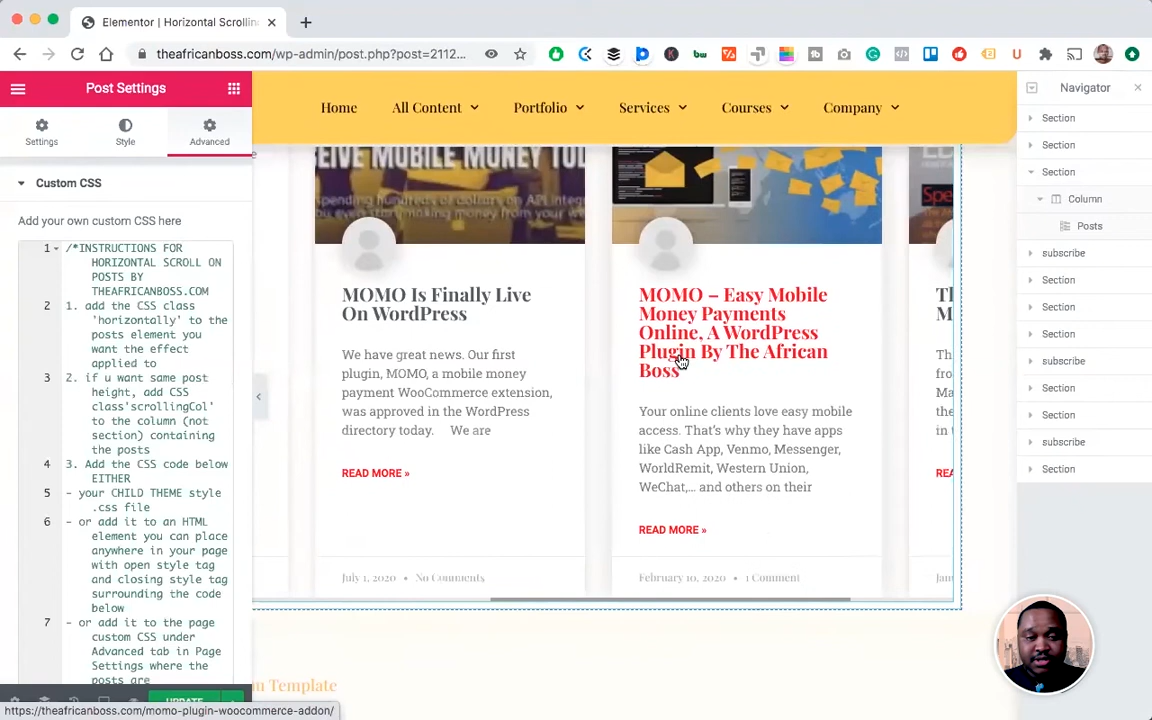 Elementor | Horizontal Scrolling
theafricanboss.com/wp-admin/post.php?post=2112...
Post Settings
Settings
Style
Advanced
Custom CSS
Add your own custom CSS here
1 /*INSTRUCTIONS FOR
HORIZONTAL SCROLL ON
POSTS BY
THEAFRICANBOSS.COM
2 1. add the CSS class
'horizontally' to the
posts element you
want the effect
applied to
3 2. if u want same post
height, add CSS
class'scrollingCol'
to the column (not
section) containing
the posts
4 3. Add the CSS code below
EITHER
5 - your CHILD THEME style
.css file
6 - or add it to an HTML
element you can place
anywhere in your page
with open style tag
and closing style tag
surrounding the code
below
7 - or add it to the page
custom CSS under
Advanced tab in Page
Settings where the
posts are
UPDATE
https://theafricanboss.com/momo-plugin-woocommerce-addon/
Home
All Content
Portfolio
Services
Courses
Company
EIVE MOBILE MONEY
spending hundreds of dollars on API
MOMO Is Finally Live
On WordPress
We have great news. Our first
plugin, MOMO, a mobile money
payment WooCommerce extension,
was approved in the WordPress
directory today. We are
READ MORE »
July 1, 2020 • No Comments
MOMO – Easy Mobile
Money Payments
Online, A WordPress
Plugin By The African
Boss
Your online clients love easy mobile
access. That's why they have apps
like Cash App, Venmo, Messenger,
WorldRemit, Western Union,
WeChat,... and others on their
READ MORE »
February 10, 2020 • 1 Comment
Navigator
Section
Section
Section
Column
Posts
subscribe
Section
Section
Section
subscribe
Section
Section
subscribe
Section
Template